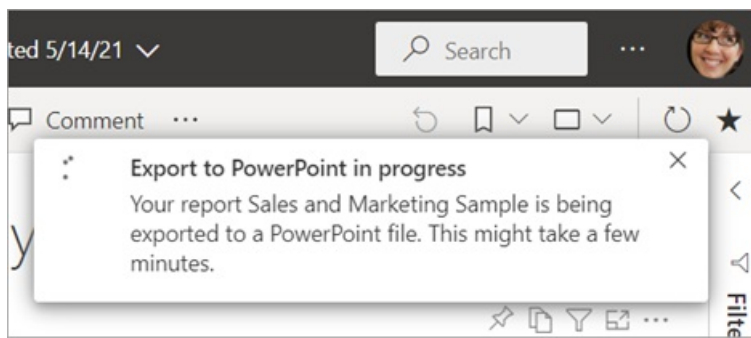 ted 5/14/21
Search
Comment
Export to PowerPoint in progress
Your report Sales and Marketing Sample is being
exported to a PowerPoint file. This might take a few
minutes.
y
Filte